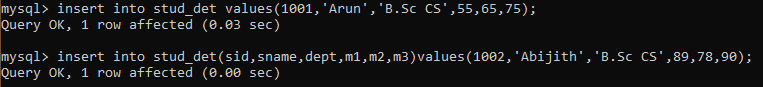 mysql> insert into stud_det values(1001,'Arun','B.Sc CS',55,65,75);
Query OK, 1 row affected (0.03 sec)
mysql> insert into stud_det(sid,sname,dept,m1,m2,m3)values(1002,'Abijith','B.Sc CS',89,78,90);
Query OK, 1 row affected (0.00 sec)